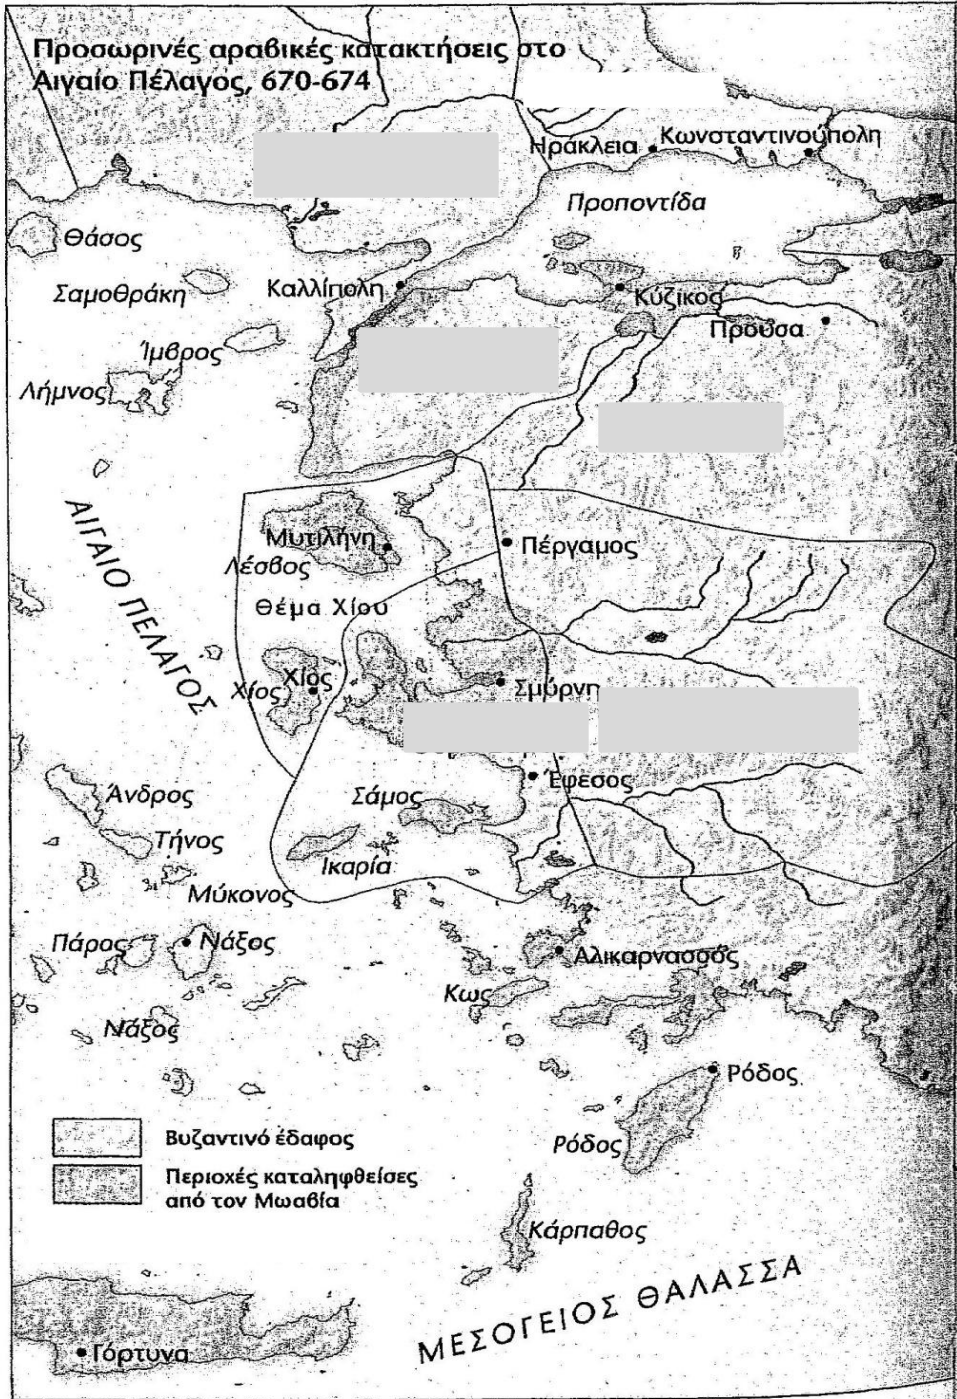 Προσωρινές αραβικές κατακτήσεις στο
Αιγαίο Πέλαγος, 670-674
Ηράκλεια
Κωνσταντινούπολη
Προποντίδα
Θάσος
Σαμοθράκη
Καλλίπολη
Κύζικος
Προύσα
Ίμβρος
Λήμνος
ΑΙΓΑΙΟ ΠΕΛΑΓΟΣ
Μυτιλήνη
Λέσβος
Πέργαμος
Θέμα Χίου
Χίος
Χίος
Σμύρνη
Έφεσος
Άνδρος
Σάμος
Τήνος
Ικαρία
Μύκονος
Πάρος
Νάξος
Αλικαρνασσός
Κως
Νάξος
Ρόδος
Ρόδος
Βυζαντινό έδαφος
Περιοχές καταληφθείσες
από τον Μωαβία
Κάρπαθος
ΜΕΣΟΓΕΙΟΣ ΘΑΛΑΣΣΑ
Γόρτυνα